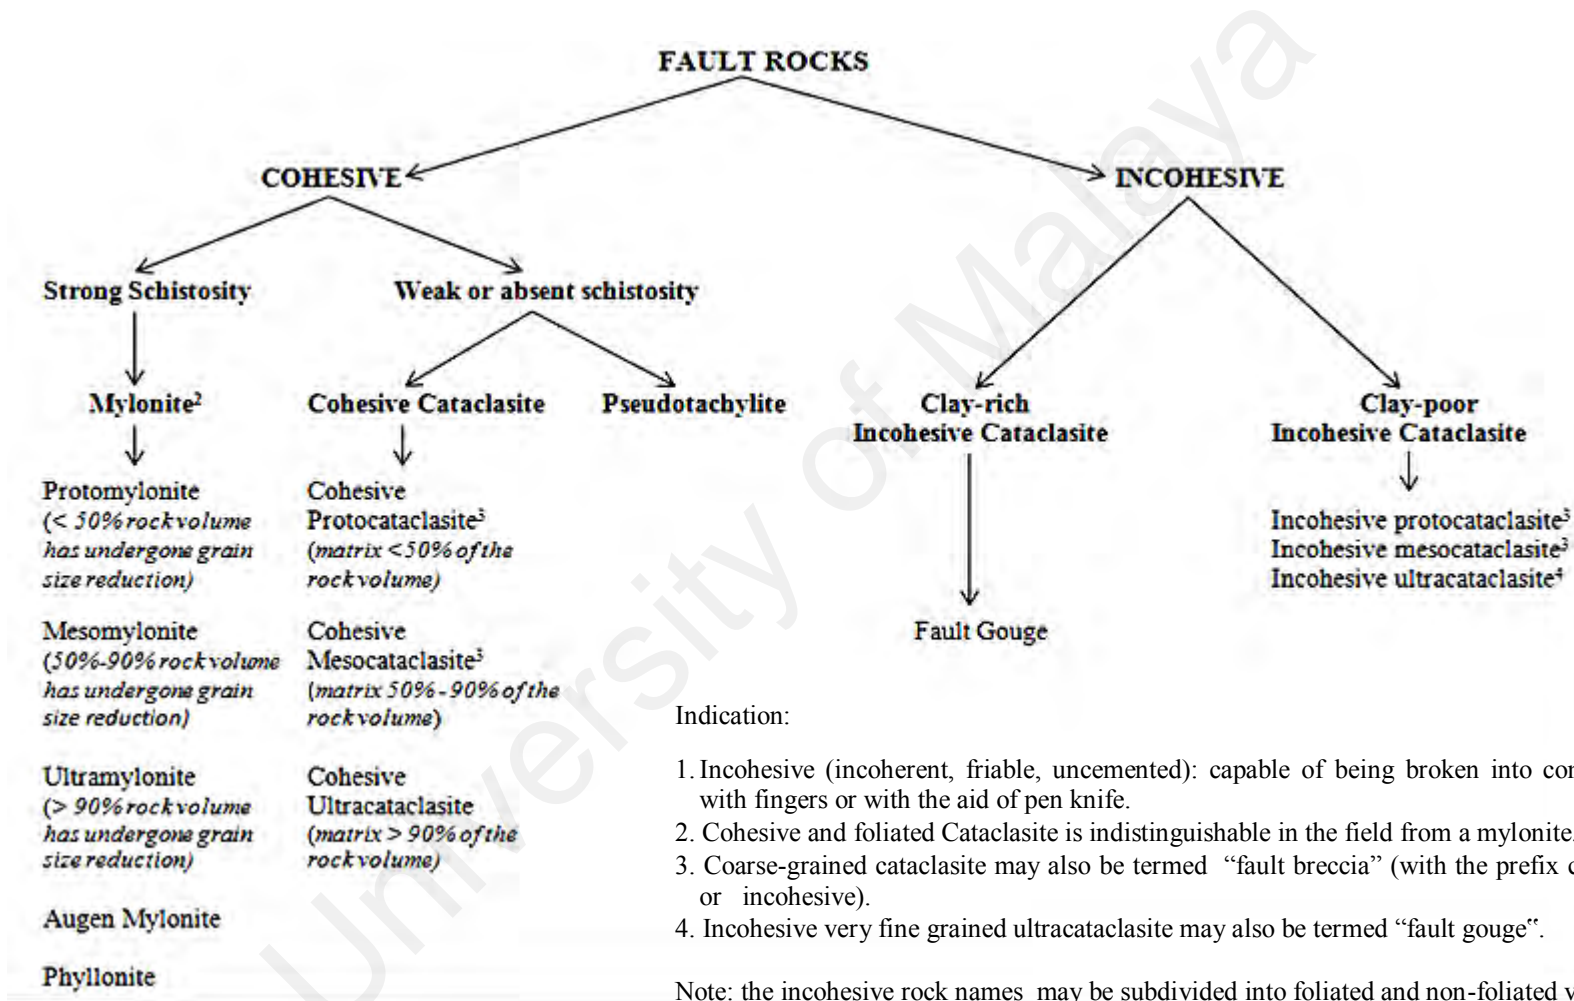 FAULT ROCKS
COHESIVE
INCOHESIVE
Strong Schistosity
Weak or absent schistosity
Mylonite²
Cohesive Cataclasite
Pseudotachylite
Clay-rich
Incohesive Cataclasite
Clay-poor
Incohesive Cataclasite
Protomylonite
(< 50% rock volume
has undergone grain
size reduction)
Mesomylonite
(50%-90% rock volume
has undergone grain
size reduction)
Ultramylonite
(> 90% rock volume
has undergone grain
size reduction)
Augen Mylonite
Phyllonite
Cohesive
Protocataclasite³
(matrix <50% of the
rock volume)
Cohesive
Mesocataclasite³
(matrix 50% - 90% of the
rock volume)
Cohesive
Ultracataclasite
(matrix > 90% of the
rock volume)
Fault Gouge
Incohesive protocataclasite³
Incohesive mesocataclasite³
Incohesive ultracataclasite⁴
Indication:
1. Incohesive (incoherent, friable, uncemented): capable of being broken into
with fingers or with the aid of pen knife.
2. Cohesive and foliated Cataclasite is indistinguishable in the field from a mylonite.
3. Coarse-grained cataclasite may also be termed “fault breccia” (with the prefix
or incohesive).
4. Incohesive very fine grained ultracataclasite may also be termed “fault gouge‟.
Note: the incohesive rock names may be subdivided into foliated and non-foliated
University of Malaya